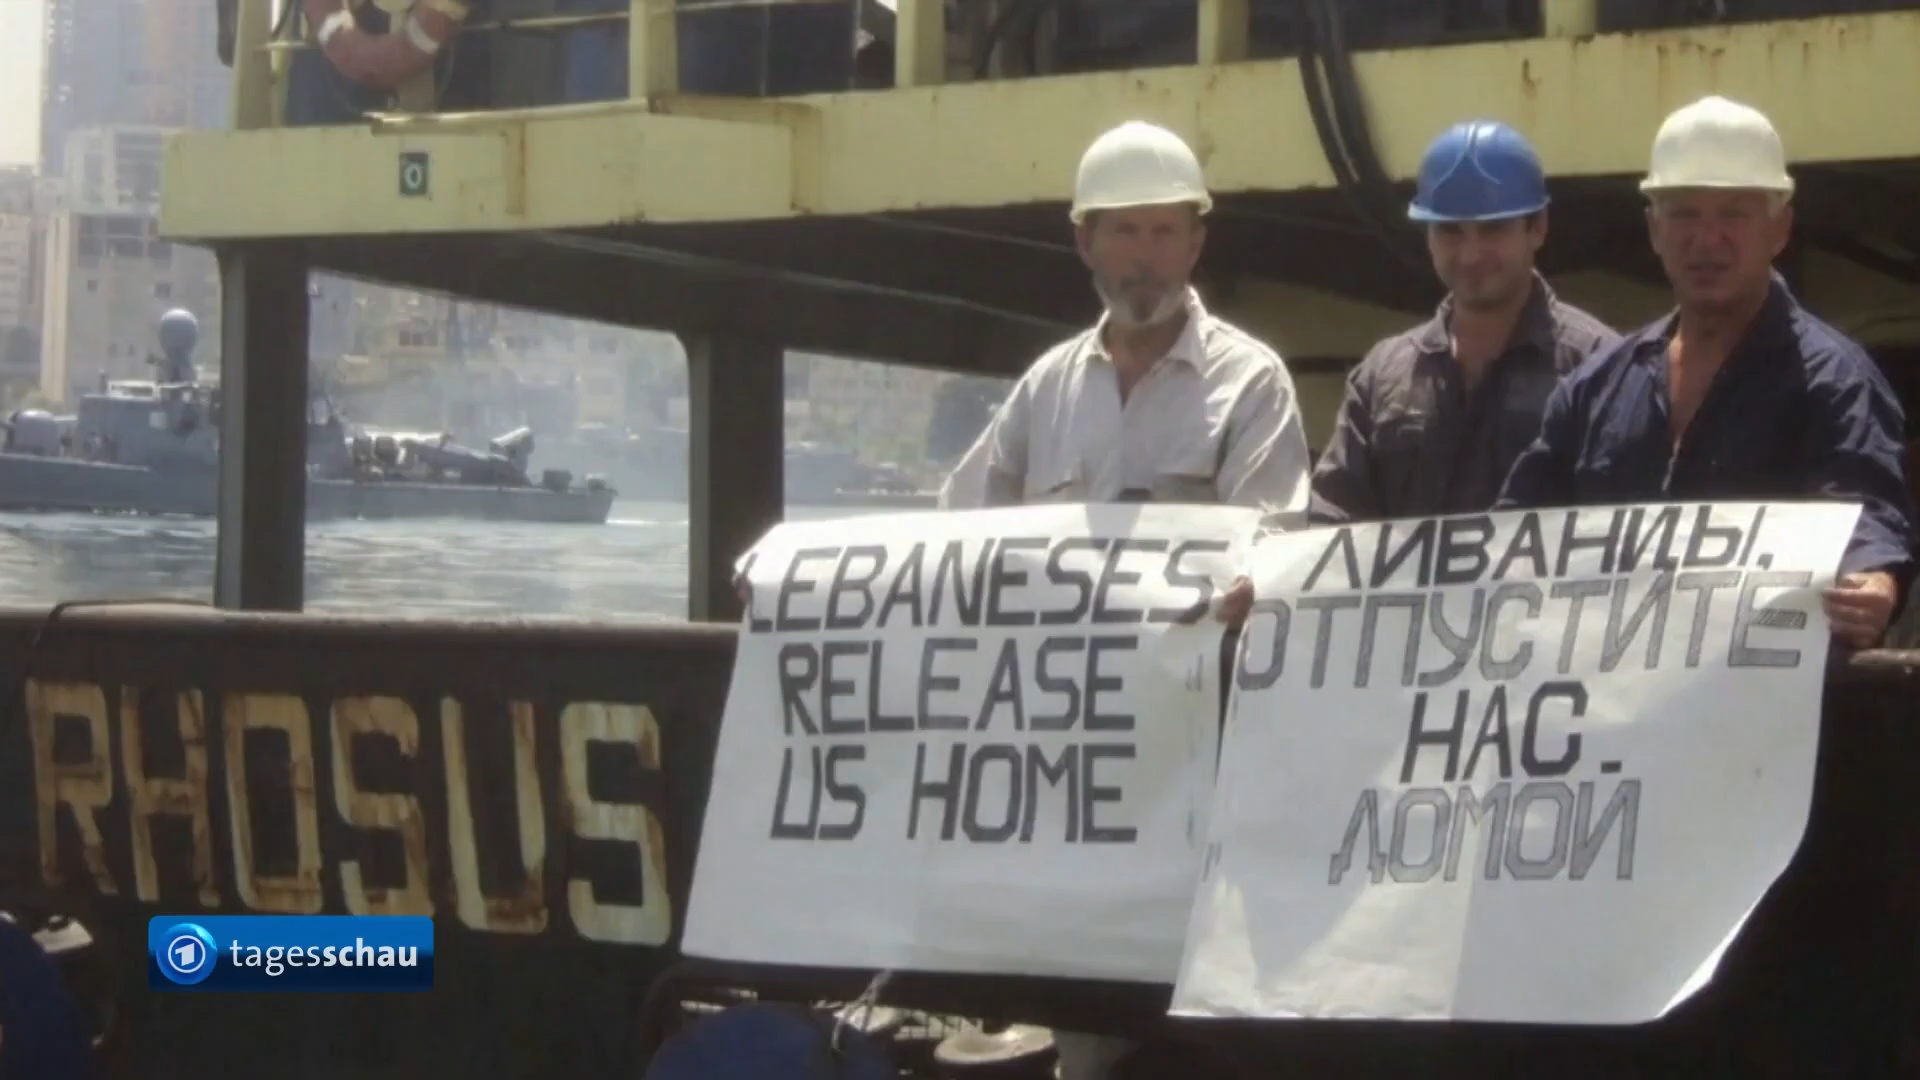 RHOSUS
LEBANESES
RELEASE
US HOME
ЛИВАНЦЫ,
ОТПУСТИТЕ
НАС
ДОМОЙ
tagesschau